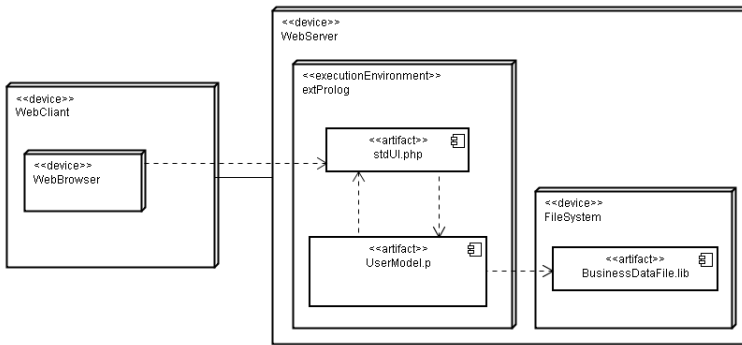 <<device>>
WebServer
<<executionEnvironment>>
extProlog
<<device>>
WebCliant
<<artifact>>
stdUI.php
<<device>>
WebBrowser
<<device>>
FileSystem
<<artifact>>
UserModel.p
<<artifact>>
BusinessDataFile.lib